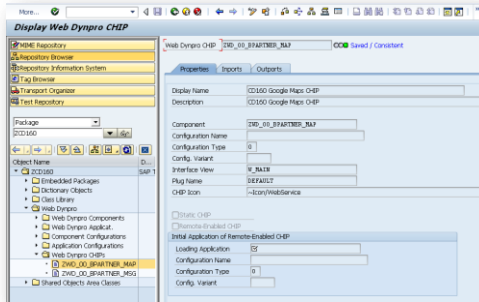 More...
Display Web Dynpro CHIP
MIME Repository
Repository Browser
Repository Information System
Tag Browser
Transport Organizer
Test Repository
Package
ZCD160
Object Name D...
ZCD160 SAP T
Embedded Packages
Dictionary Objects
Class Library
Web Dynpro
Web Dynpro Components
Web Dynpro Applicat.
Component Configurations
Application Configurations
Web Dynpro CHIPs
ZWD_00_BPARTNER_MAP
ZWD_00_BPARTNER_MSG
Shared Objects Area Classes
Web Dynpro CHIP ZWD_00_BPARTNER_MAP Saved / Consistent
Properties Imports Outports
Display Name CD160 Google Maps CHIP
Description CD160 Google Maps CHIP
Component ZWD_00_BPARTNER_MAP
Configuration Name
Configuration Type 0
Config. Variant
Interface View W_MAIN
Plug Name DEFAULT
CHIP Icon ~Icon/WebService
Static CHIP
Remote-Enabled CHIP
Initial Application of Remote-Enabled CHIP
Loading Application
Configuration Name
Configuration Type 0
Config. Variant